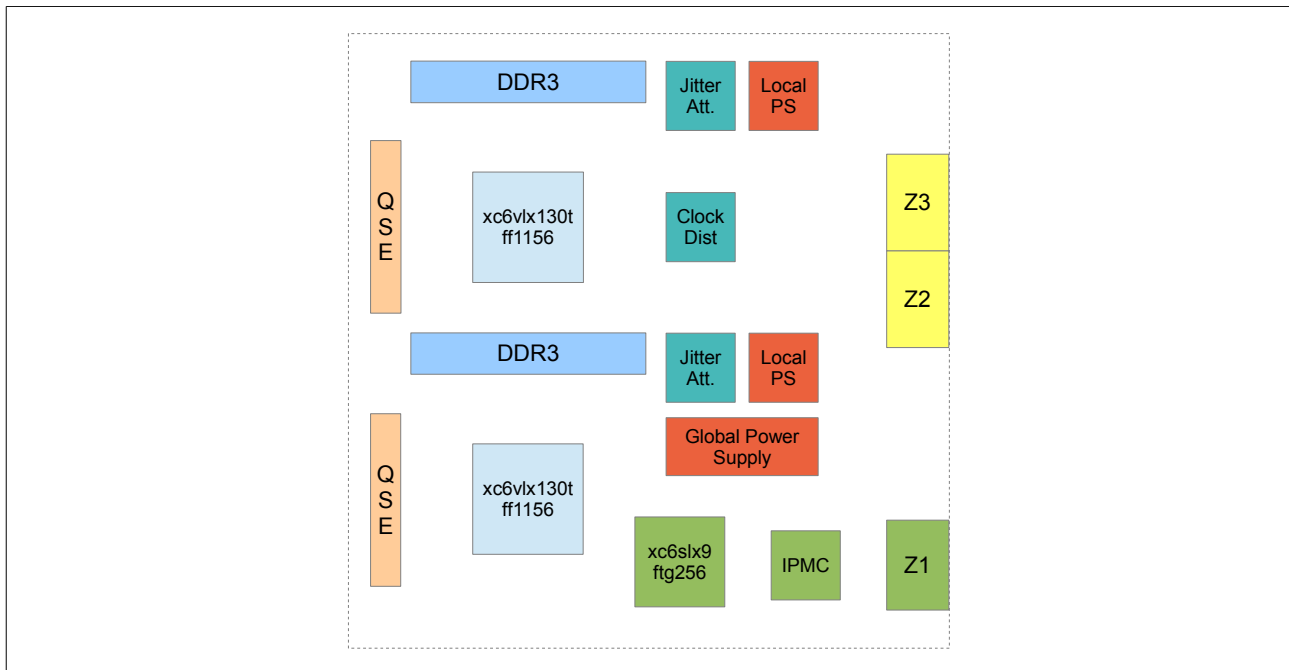 DDR3
Jitter
Att.
Local
PS
Q
S
E
xc6vlx130t
ff1156
Clock
Dist
Z3
Z2
DDR3
Jitter
Att.
Local
PS
Global Power
Supply
Q
S
E
xc6vlx130t
ff1156
xc6slx9
ftg256
IPMC
Z1